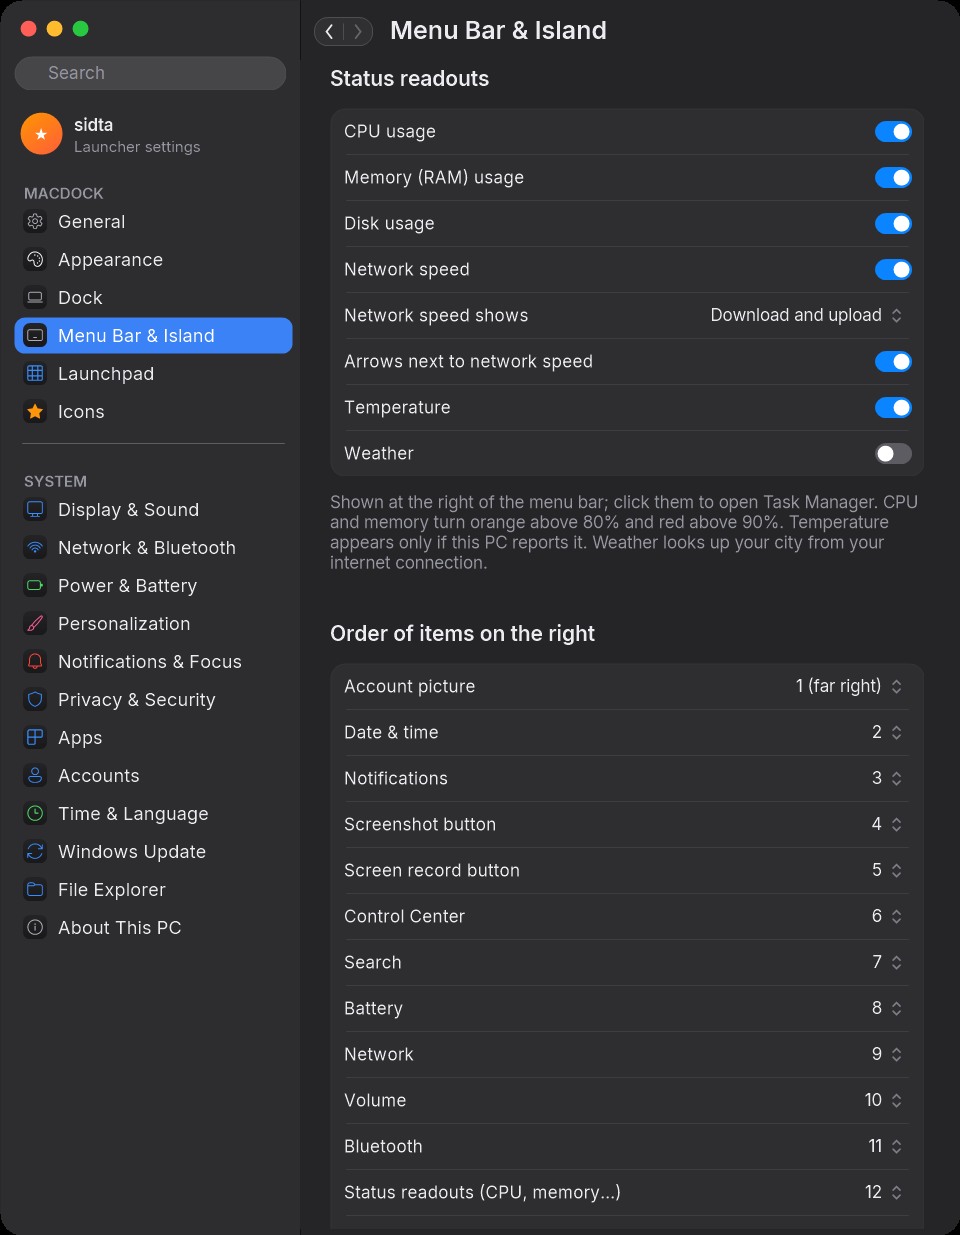 Menu Bar & Island
Search
sidta
Launcher settings
MACDOCK
General
Appearance
Dock
Menu Bar & Island
Launchpad
Icons
SYSTEM
Display & Sound
Network & Bluetooth
Power & Battery
Personalization
Notifications & Focus
Privacy & Security
Apps
Accounts
Time & Language
Windows Update
File Explorer
About This PC
Status readouts
CPU usage
Memory (RAM) usage
Disk usage
Network speed
Network speed shows Download and upload
Arrows next to network speed
Temperature
Weather
Shown at the right of the menu bar; click them to open Task Manager. CPU
and memory turn orange above 80% and red above 90%. Temperature
appears only if this PC reports it. Weather looks up your city from your
internet connection.
Order of items on the right
Account picture 1 (far right)
Date & time 2
Notifications 3
Screenshot button 4
Screen record button 5
Control Center 6
Search 7
Battery 8
Network 9
Volume 10
Bluetooth 11
Status readouts (CPU, memory...) 12